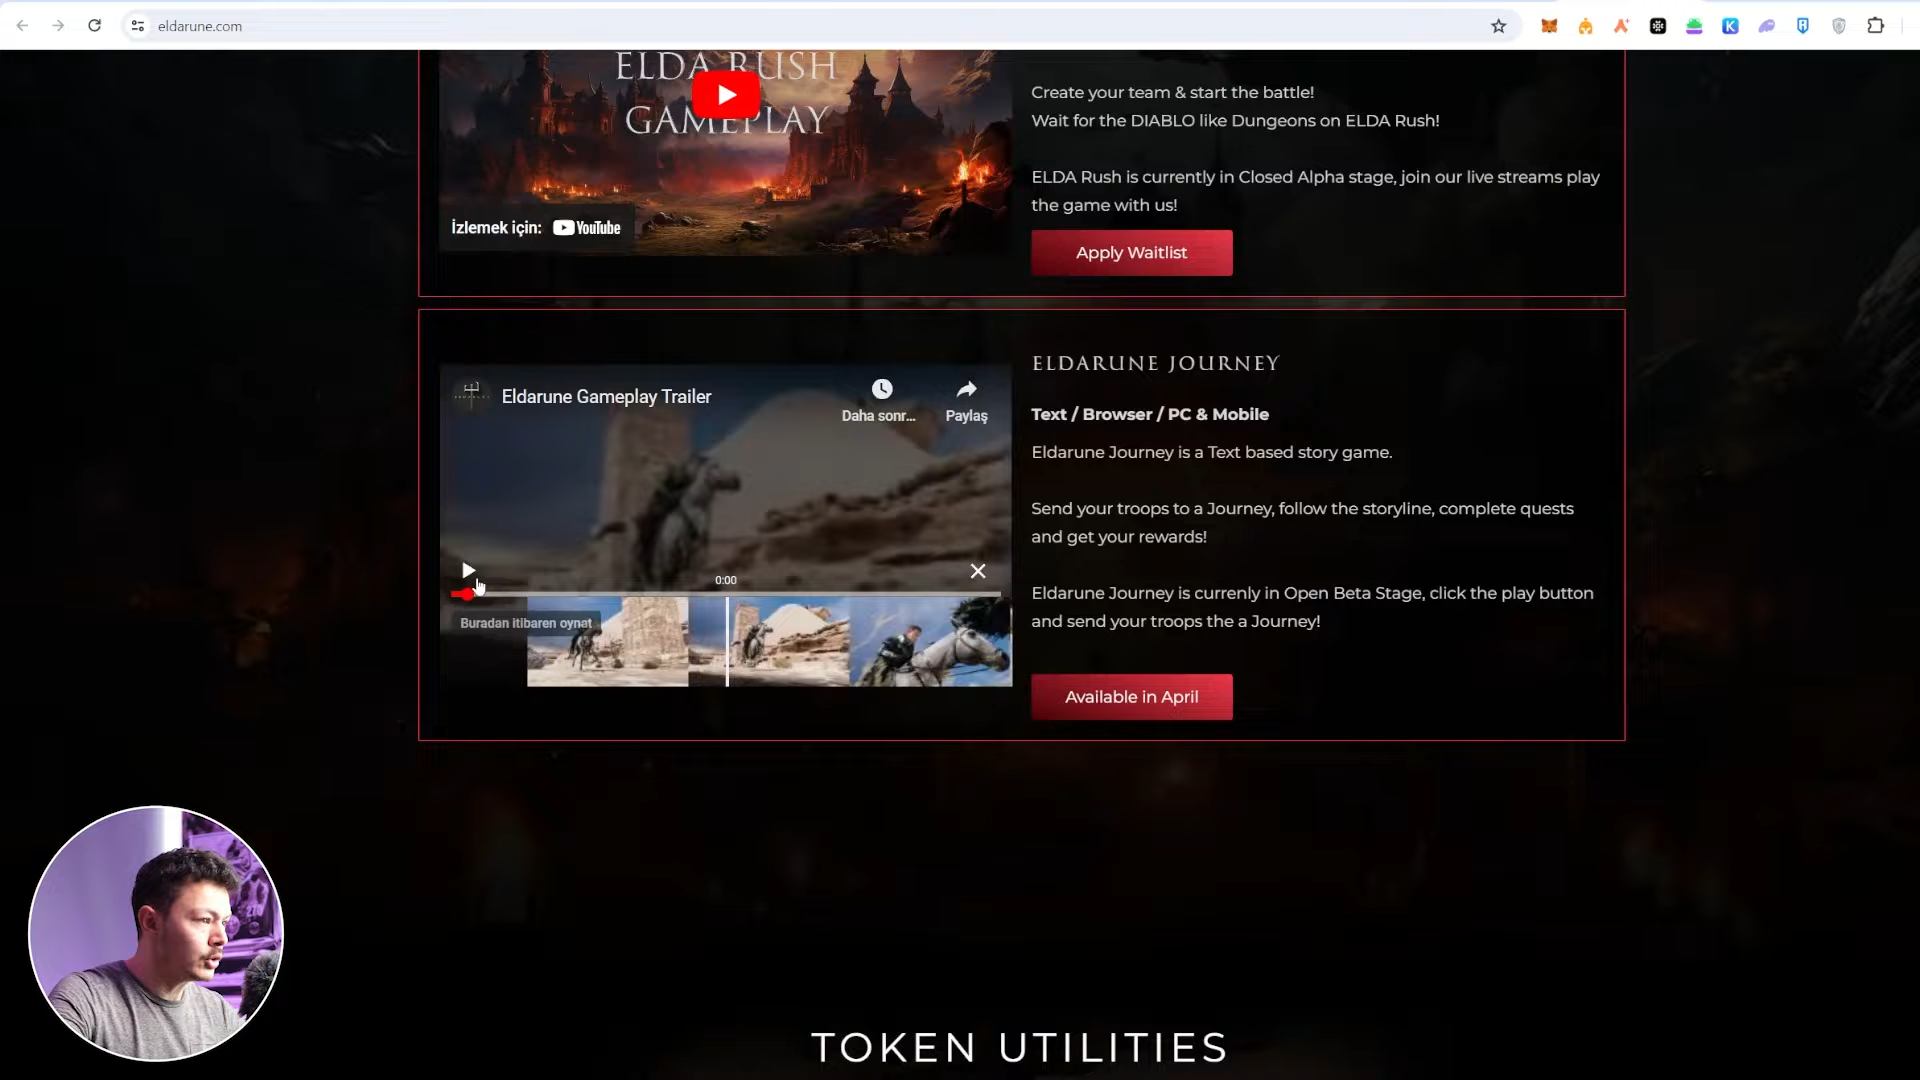 eldarune.com
ELDA RUSH
GAMEPLAY
İzlemek için: YouTube
Create your team & start the battle!
Wait for the DIABLO like Dungeons on ELDA Rush!
ELDA Rush is currently in Closed Alpha stage, join our live streams play
the game with us!
Apply Waitlist
Eldarune Gameplay Trailer
Daha sonr...
Paylaş
0:00
Buradan itibaren oynat
ELDARUNE JOURNEY
Text / Browser / PC & Mobile
Eldarune Journey is a Text based story game.
Send your troops to a Journey, follow the storyline, complete quests
and get your rewards!
Eldarune Journey is currenly in Open Beta Stage, click the play button
and send your troops the a Journey!
Available in April
TOKEN UTILITIES